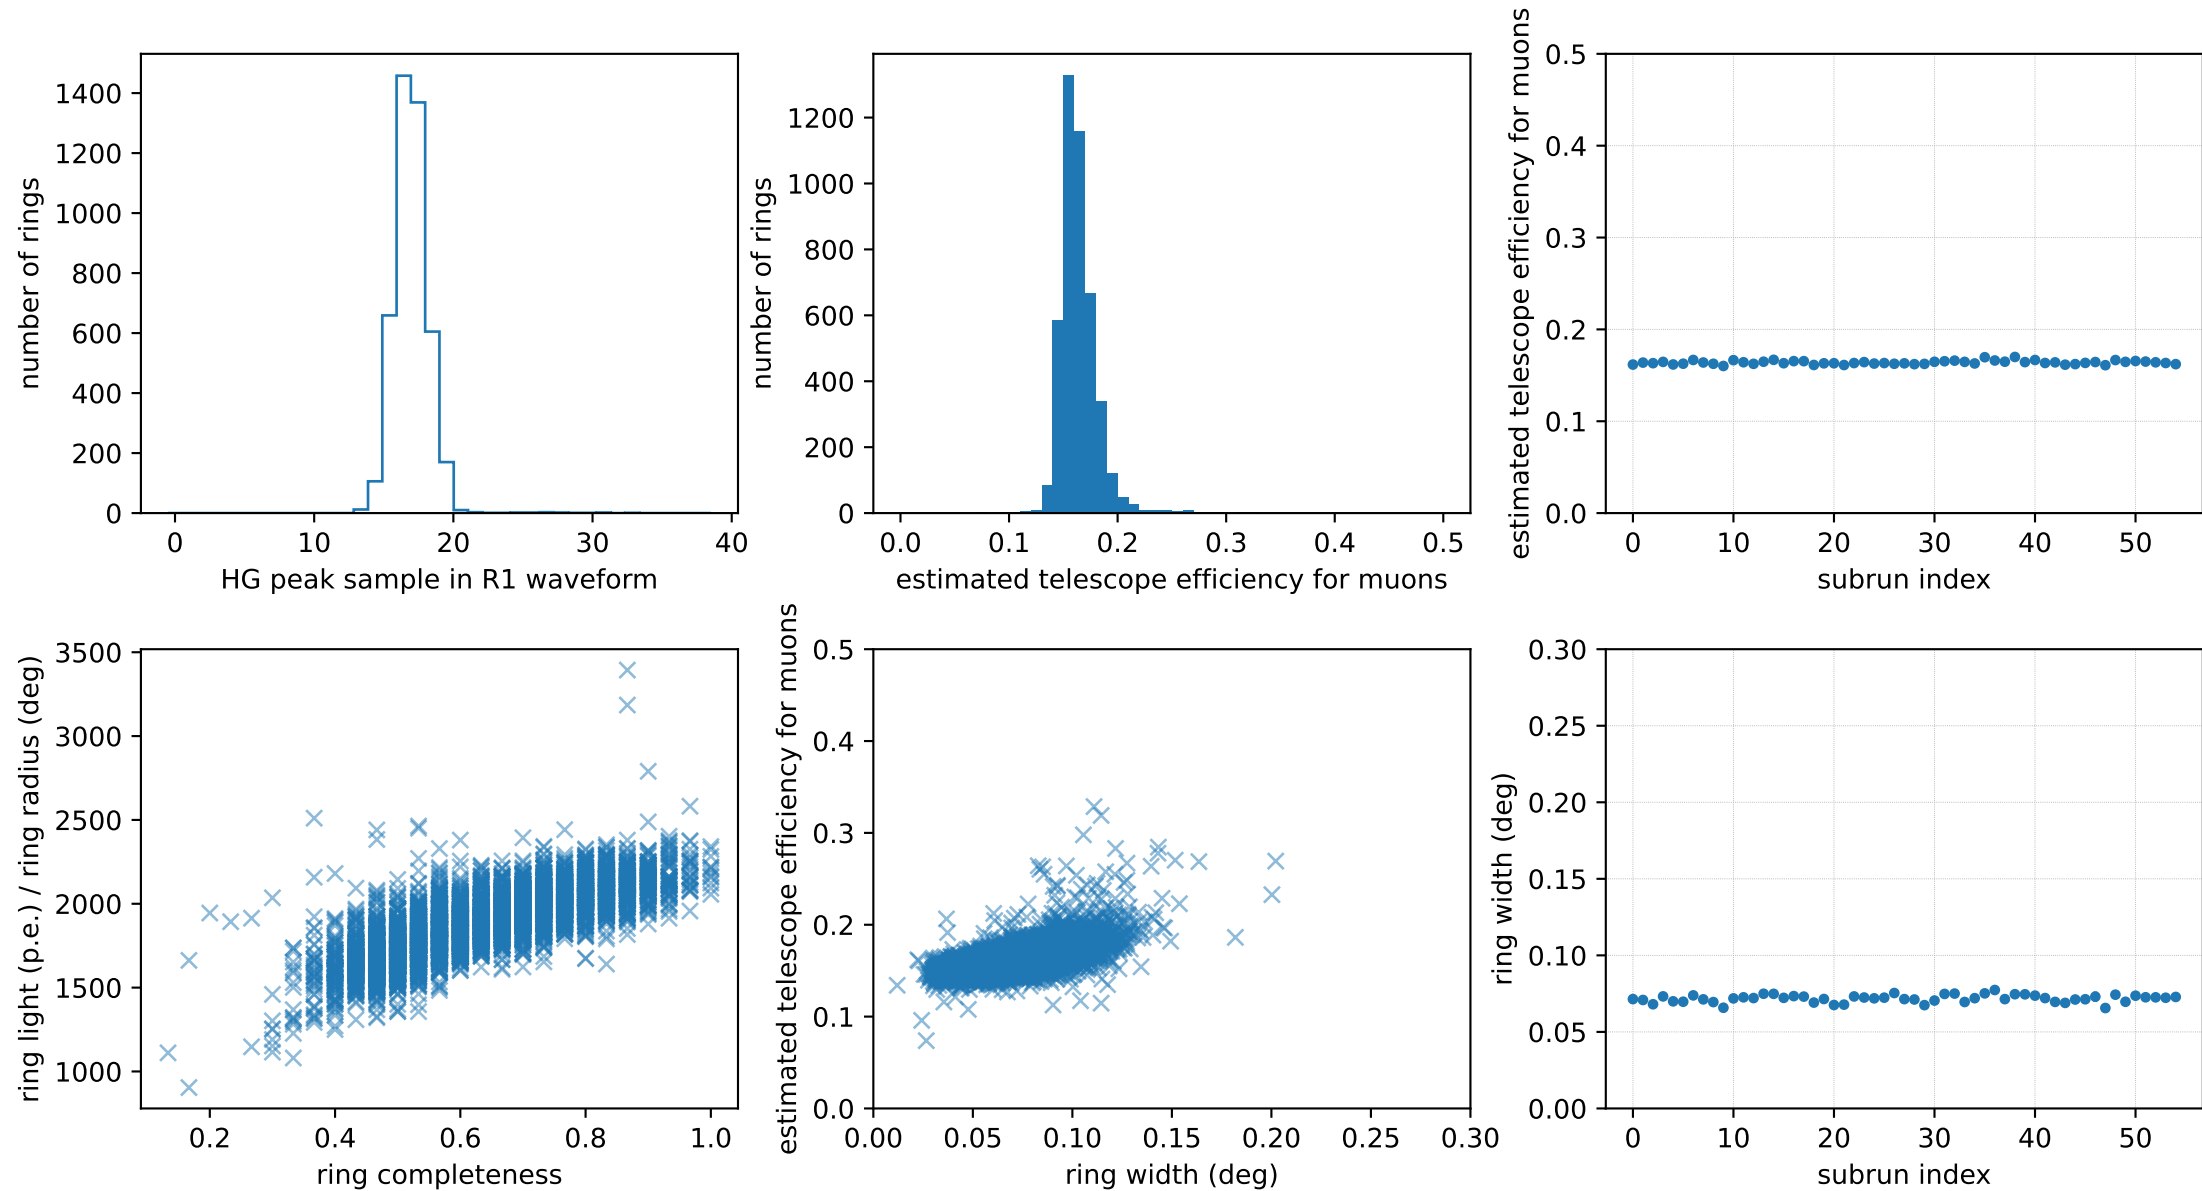 number of rings
1400
1200
1000
800
600
400
200
0
0 10 20 30 40
HG peak sample in R1 waveform
number of rings
1200
1000
800
600
400
200
0
0.0 0.1 0.2 0.3 0.4 0.5
estimated telescope efficiency for muons
estimated telescope efficiency for muons
0.5
0.4
0.3
0.2
0.1
0.0
0 10 20 30 40 50
subrun index
ring light (p.e.) / ring radius (deg)
3500
3000
2500
2000
1500
1000
0.2 0.4 0.6 0.8 1.0
ring completeness
estimated telescope efficiency for muons
0.5
0.4
0.3
0.2
0.1
0.0
0.00 0.05 0.10 0.15 0.20 0.25 0.30
ring width (deg)
ring width (deg)
0.30
0.25
0.20
0.15
0.10
0.05
0.00
0 10 20 30 40 50
subrun index